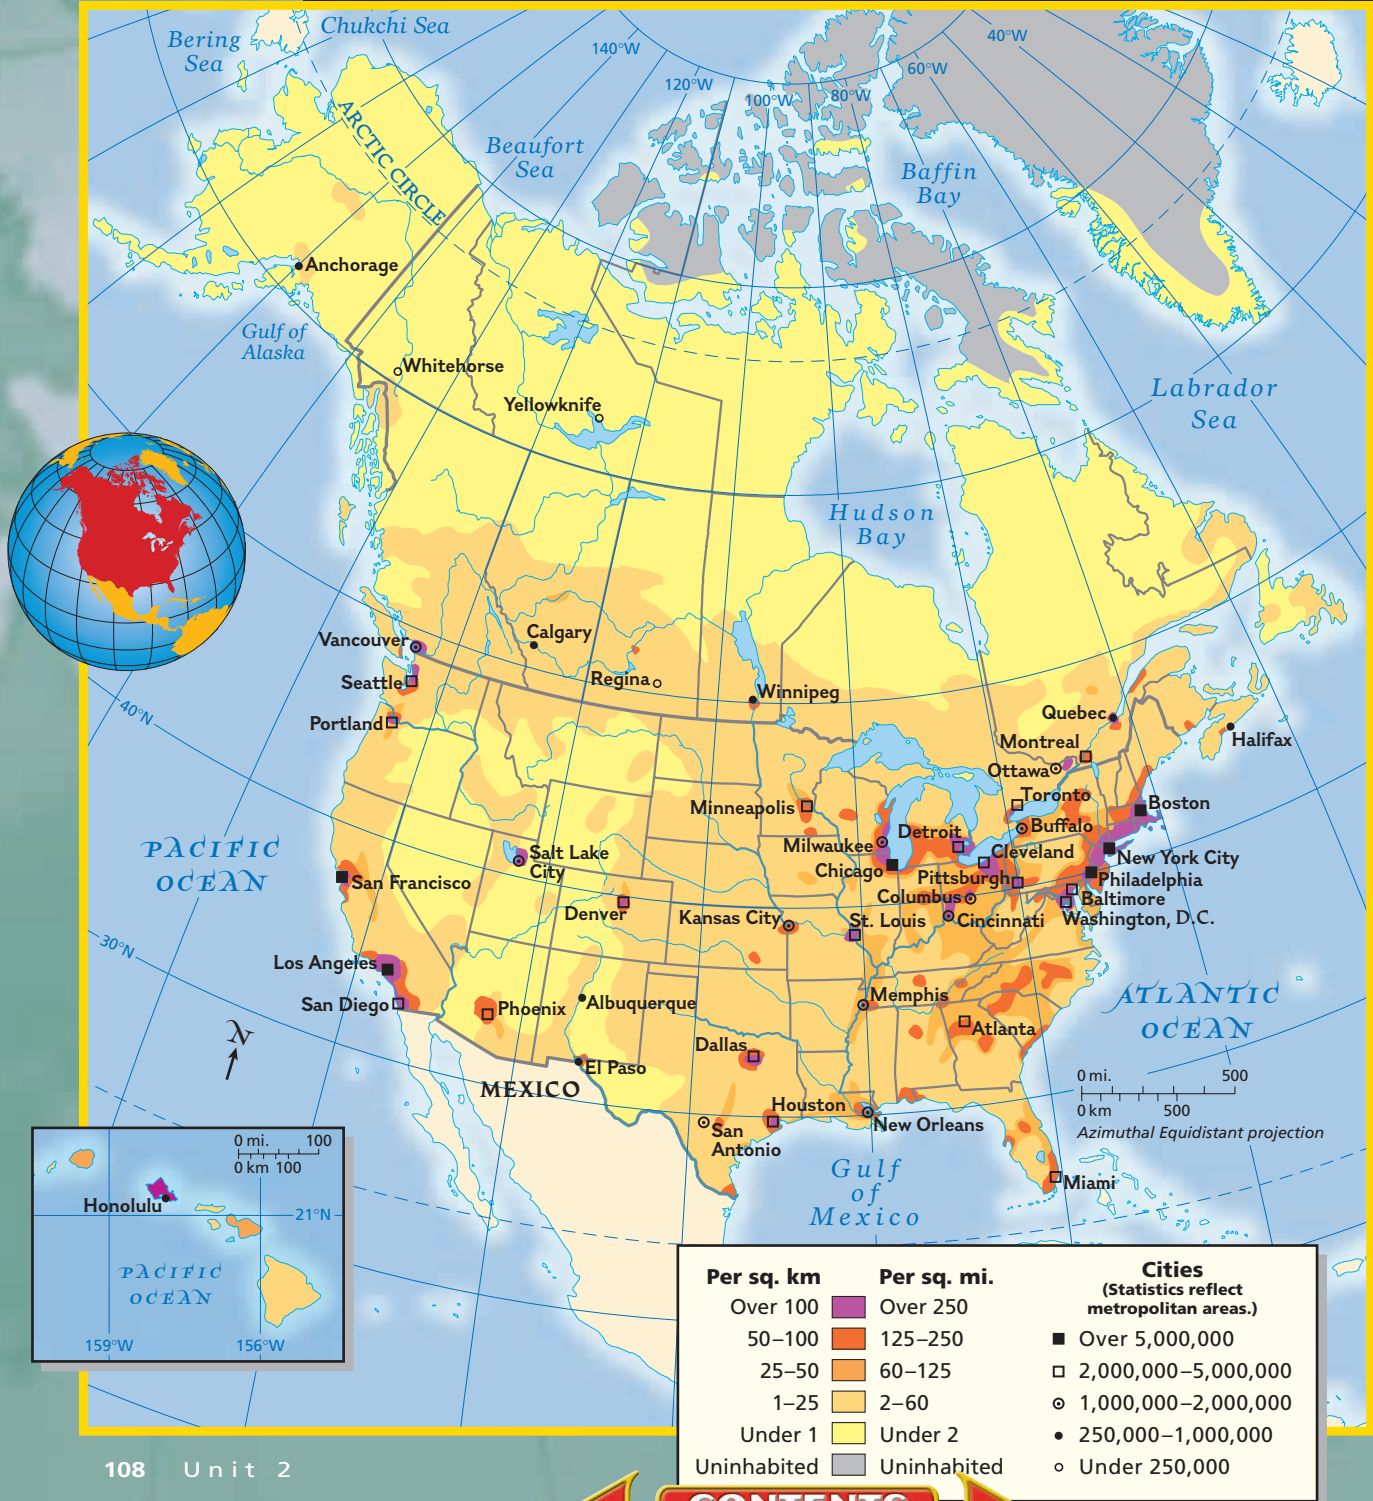 Chukchi Sea
Bering
Sea
140°W
120°W
100°W
80°W
60°W
40°W
ARCTIC CIRCLE
Beaufort
Sea
Baffin
Bay
Anchorage
Gulf of
Alaska
Whitehorse
Yellowknife
Labrador
Sea
Hudson
Bay
Vancouver
Calgary
Seattle
Regina
Winnipeg
Portland
40°N
Quebec
Montreal
Halifax
Ottawa
Toronto
Minneapolis
Boston
Buffalo
Detroit
Milwaukee
Cleveland
Chicago
New York City
Pittsburgh
Philadelphia
Salt Lake
City
PACIFIC
OCEAN
San Francisco
Columbus
Baltimore
Denver
Kansas City
St. Louis
Cincinnati
Washington, D.C.
30°N
Los Angeles
San Diego
Phoenix
Albuquerque
Memphis
ATLANTIC
OCEAN
Atlanta
N
Dallas
El Paso
MEXICO
0 mi. 500
0 km 500
Azimuthal Equidistant projection
Houston
New Orleans
San
Antonio
Miami
Gulf
of
Mexico
0 mi. 100
0 km 100
Honolulu
21°N
PACIFIC
OCEAN
159°W
156°W
Per sq. km Per sq. mi.
Over 100 Over 250
50–100 125–250
25–50 60–125
1–25 2–60
Under 1 Under 2
Uninhabited Uninhabited
Cities
(Statistics reflect
metropolitan areas.)
Over 5,000,000
2,000,000–5,000,000
1,000,000–2,000,000
250,000–1,000,000
Under 250,000
108 Unit 2
CONTENTS